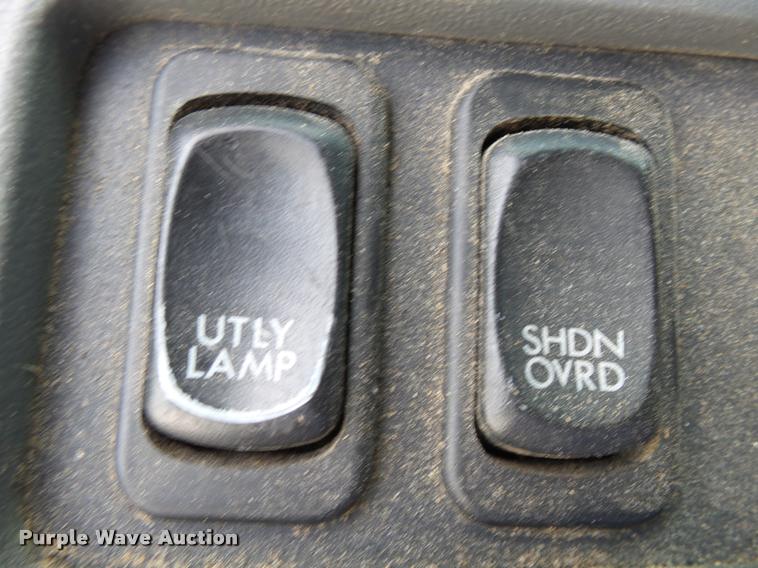 UTLY
LAMP
SHDN
OVRD
Purple Wave Auction